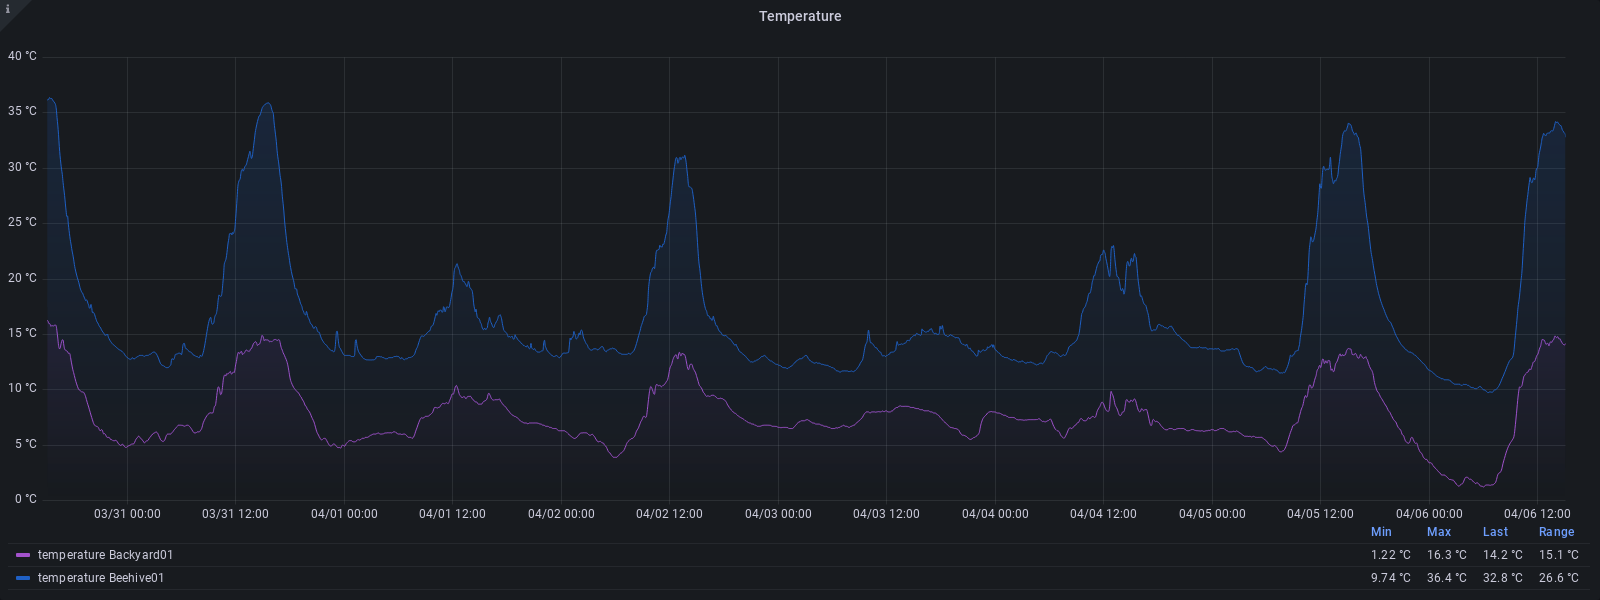 i
Temperature
40 °C
35 °C
30 °C
25 °C
20 °C
15 °C
10 °C
5 °C
0 °C
03/31 00:00 03/31 12:00 04/01 00:00 04/01 12:00 04/02 00:00 04/02 12:00 04/03 00:00 04/03 12:00 04/04 00:00 04/04 12:00 04/05 00:00 04/05 12:00 04/06 00:00 04/06 12:00
Min Max Last Range
temperature Backyard01 1.22 °C 16.3 °C 14.2 °C 15.1 °C
temperature Beehive01 9.74 °C 36.4 °C 32.8 °C 26.6 °C